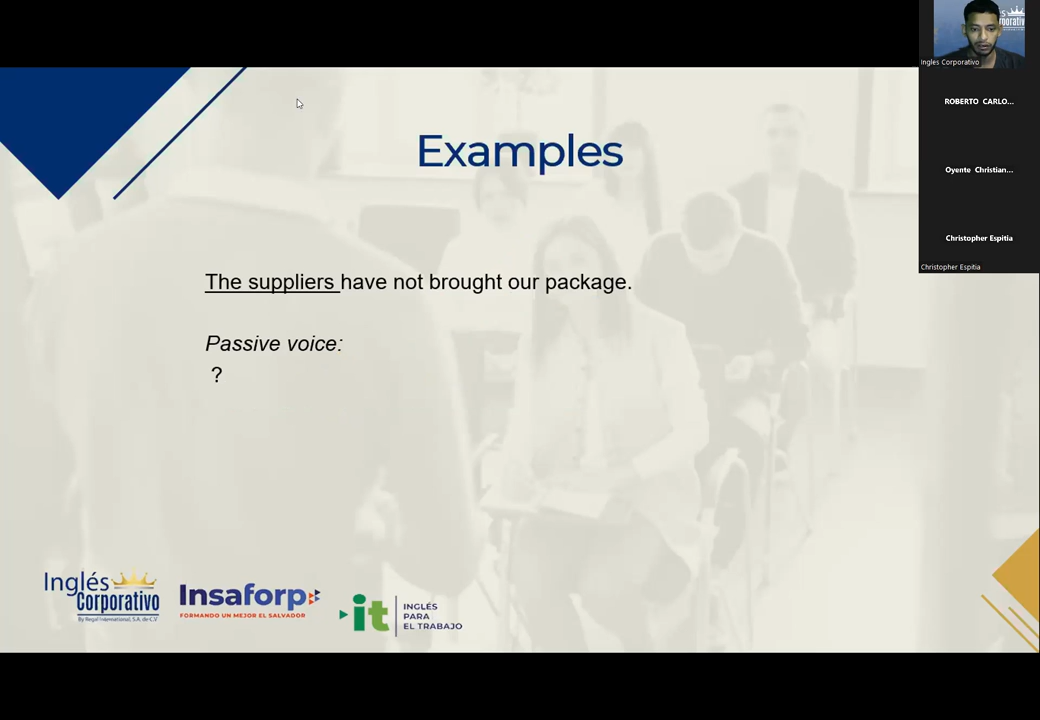 Ingles Corporativo
ROBERTO CARLO...
Oyente Christian...
Christopher Espitia
Christopher Espitia
Examples
The suppliers have not brought our package.
Passive voice:
?
Inglés
Corporativo
By Regal International, S.A. de C.V
Insaforp
FORMANDO UN MEJOR EL SALVADOR
it
INGLÉS
PARA
EL TRABAJO